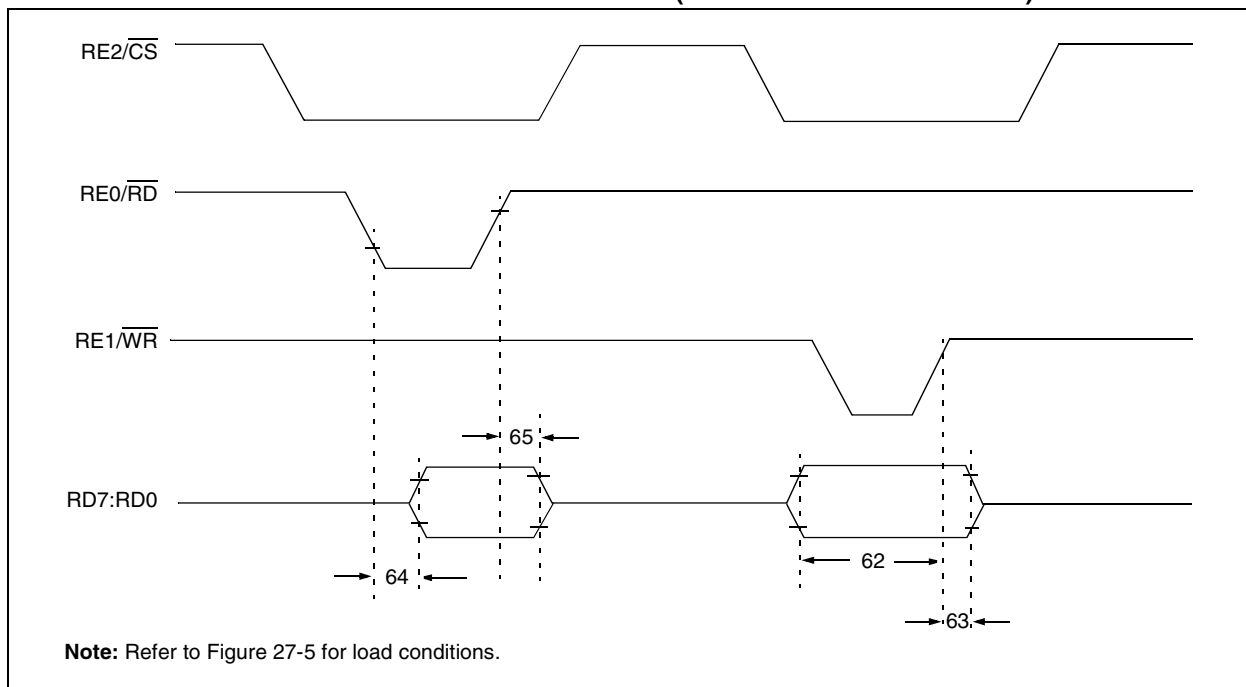 RE2/CS
RE0/RD
RE1/WR
65
RD7:RD0
64
62
63
Note: Refer to Figure 27-5 for load conditions.